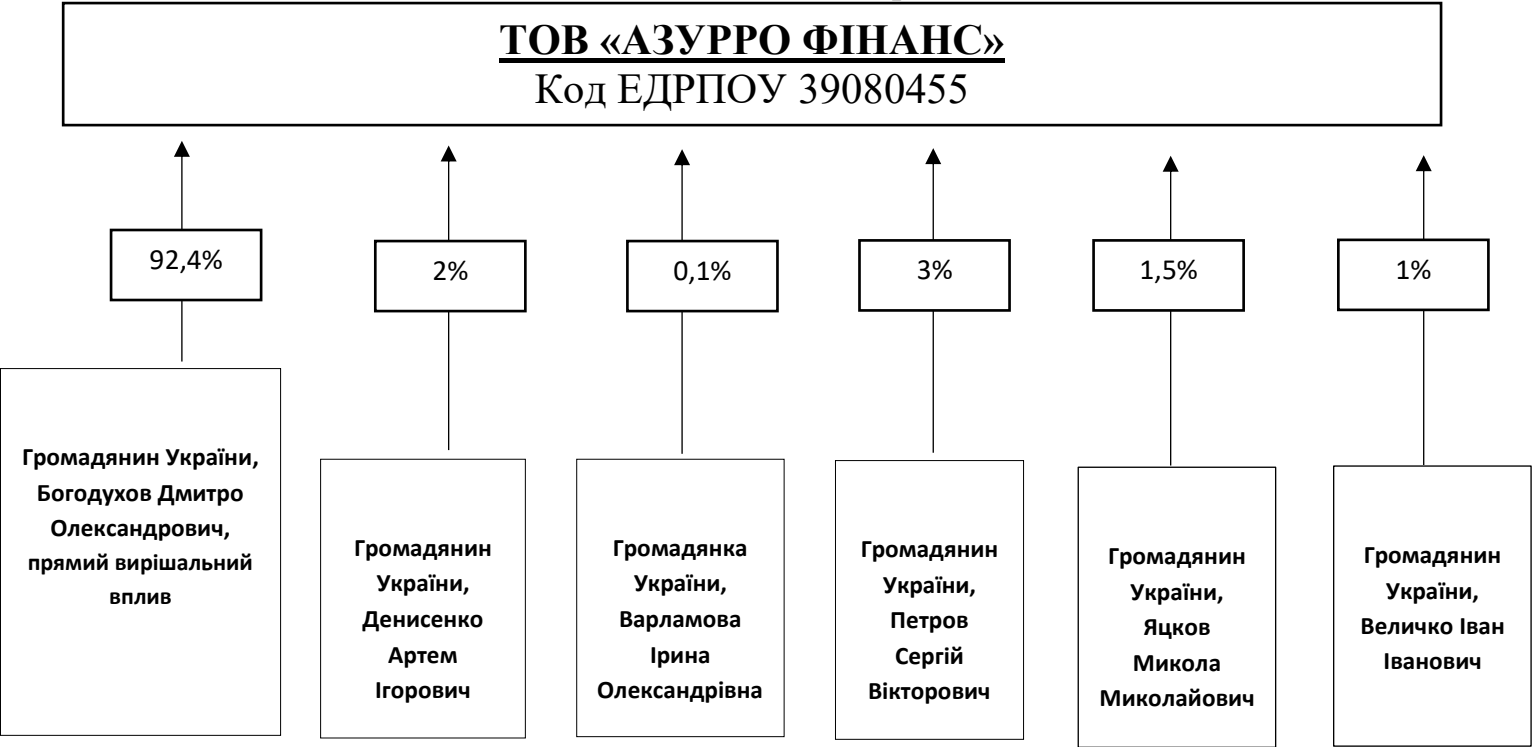 ТОВ «АЗУРРО ФІНАНС»
Код ЕДРПОУ 39080455
92,4%
2%
0,1%
3%
1,5%
1%
Громадянин України,
Богодухов Дмитро
Олександрович,
прямий вирішальний
вплив
Громадянин
України,
Денисенко
Артем
Ігорович
Громадянка
України,
Варламова
Ірина
Олександрівна
Громадянин
України,
Петров
Сергій
Вікторович
Громадянин
України,
Яцков
Микола
Миколайович
Громадянин
України,
Величко Іван
Іванович